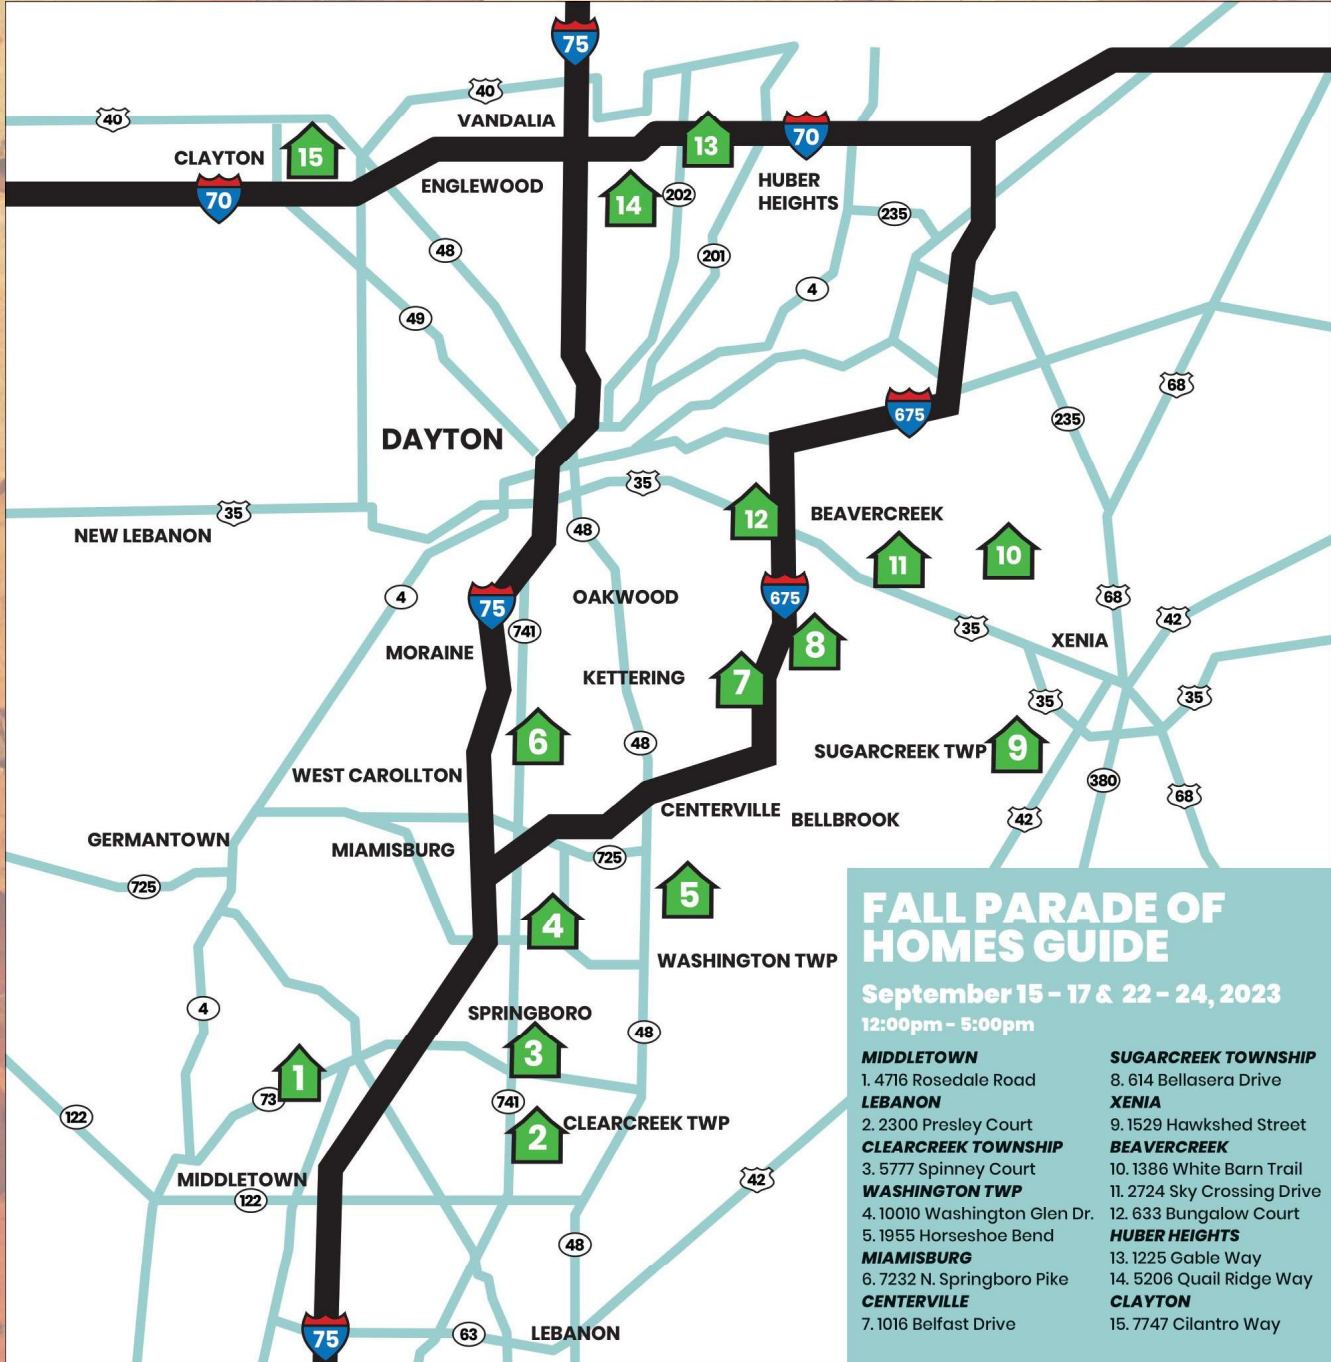 75
40
40
VANDALIA
CLAYTON
15
13
70
70
ENGLEWOOD
14
202
HUBER
HEIGHTS
235
48
201
4
49
68
675
235
DAYTON
35
35
12
BEAVERCREEK
NEW LEBANON
48
11
10
4
75
OAKWOOD
675
68
42
741
35
XENIA
MORAINE
8
KETTERING
7
35
35
6
48
SUGARCREEK TWP
9
WEST CAROLLTON
380
68
CENTERVILLE
BELLBROOK
42
GERMANTOWN
MIAMISBURG
725
725
5
4
WASHINGTON TWP
4
SPRINGBORO
48
3
1
73
741
122
2
CLEARCREEK TWP
MIDDLETOWN
42
122
48
75
63
LEBANON
FALL PARADE OF
HOMES GUIDE
September 15 - 17 & 22 - 24, 2023
12:00pm - 5:00pm
MIDDLETOWN
1. 4716 Rosedale Road
LEBANON
2. 2300 Presley Court
CLEARCREEK TOWNSHIP
3. 5777 Spinney Court
WASHINGTON TWP
4. 10010 Washington Glen Dr.
5. 1955 Horseshoe Bend
MIAMISBURG
6. 7232 N. Springboro Pike
CENTERVILLE
7. 1016 Belfast Drive
SUGARCREEK TOWNSHIP
8. 614 Bellasera Drive
XENIA
9. 1529 Hawkshed Street
BEAVERCREEK
10. 1386 White Barn Trail
11. 2724 Sky Crossing Drive
12. 633 Bungalow Court
HUBER HEIGHTS
13. 1225 Gable Way
14. 5206 Quail Ridge Way
CLAYTON
15. 7747 Cilantro Way